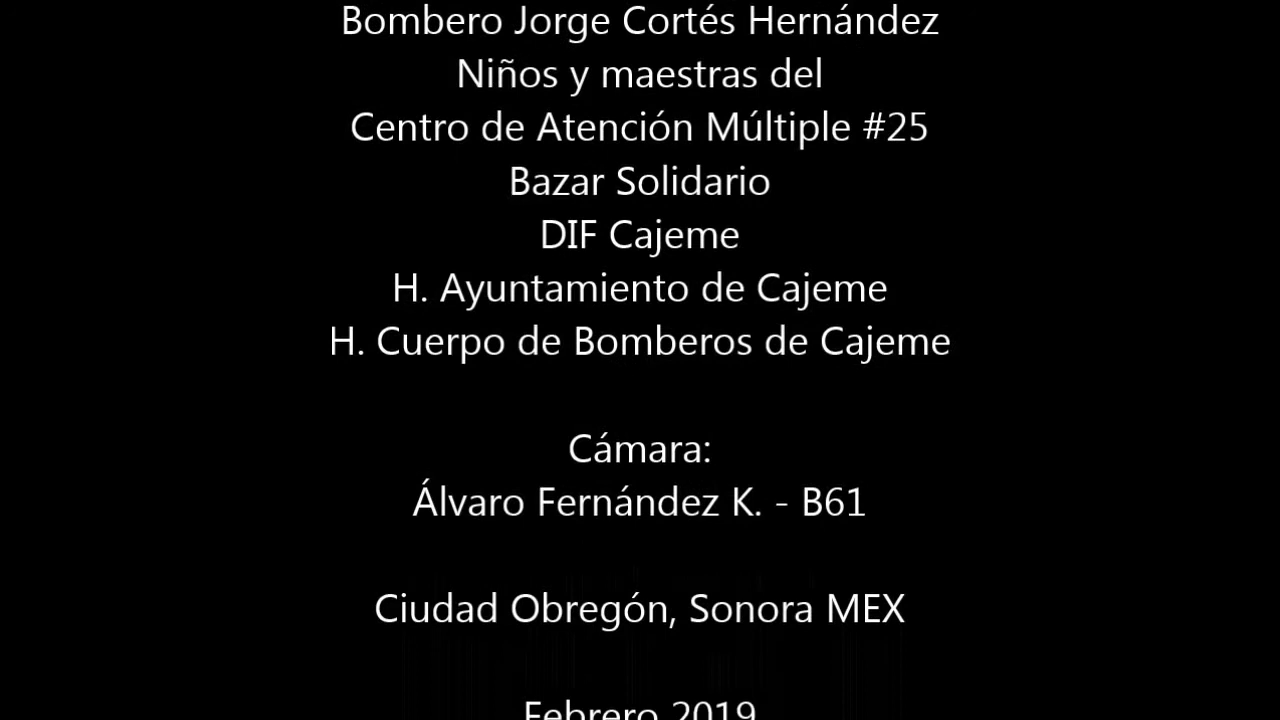 Bombero Jorge Cortés Hernández
Niños y maestras del
Centro de Atención Múltiple #25
Bazar Solidario
DIF Cajeme
H. Ayuntamiento de Cajeme
H. Cuerpo de Bomberos de Cajeme
Cámara:
Álvaro Fernández K. - B61
Ciudad Obregón, Sonora MEX
Febrero 2019